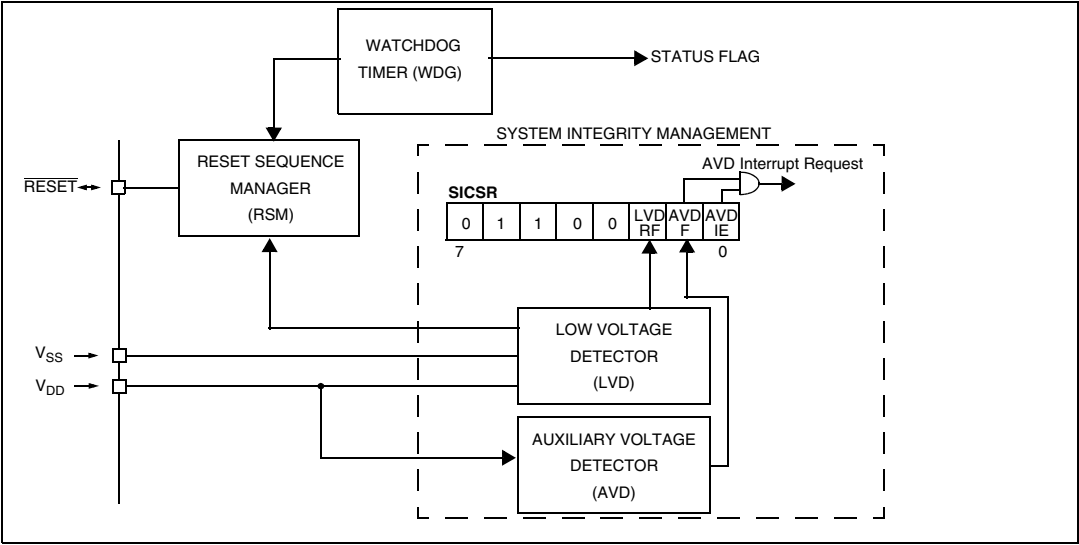 WATCHDOG
TIMER (WDG)
STATUS FLAG
SYSTEM INTEGRITY MANAGEMENT
AVD Interrupt Request
RESET SEQUENCE
MANAGER
(RSM)
RESET
SICSR
0 1 1 0 0 LVD RF AVD F AVD IE
7 0
LOW VOLTAGE
DETECTOR
(LVD)
VSS
VDD
AUXILIARY VOLTAGE
DETECTOR
(AVD)